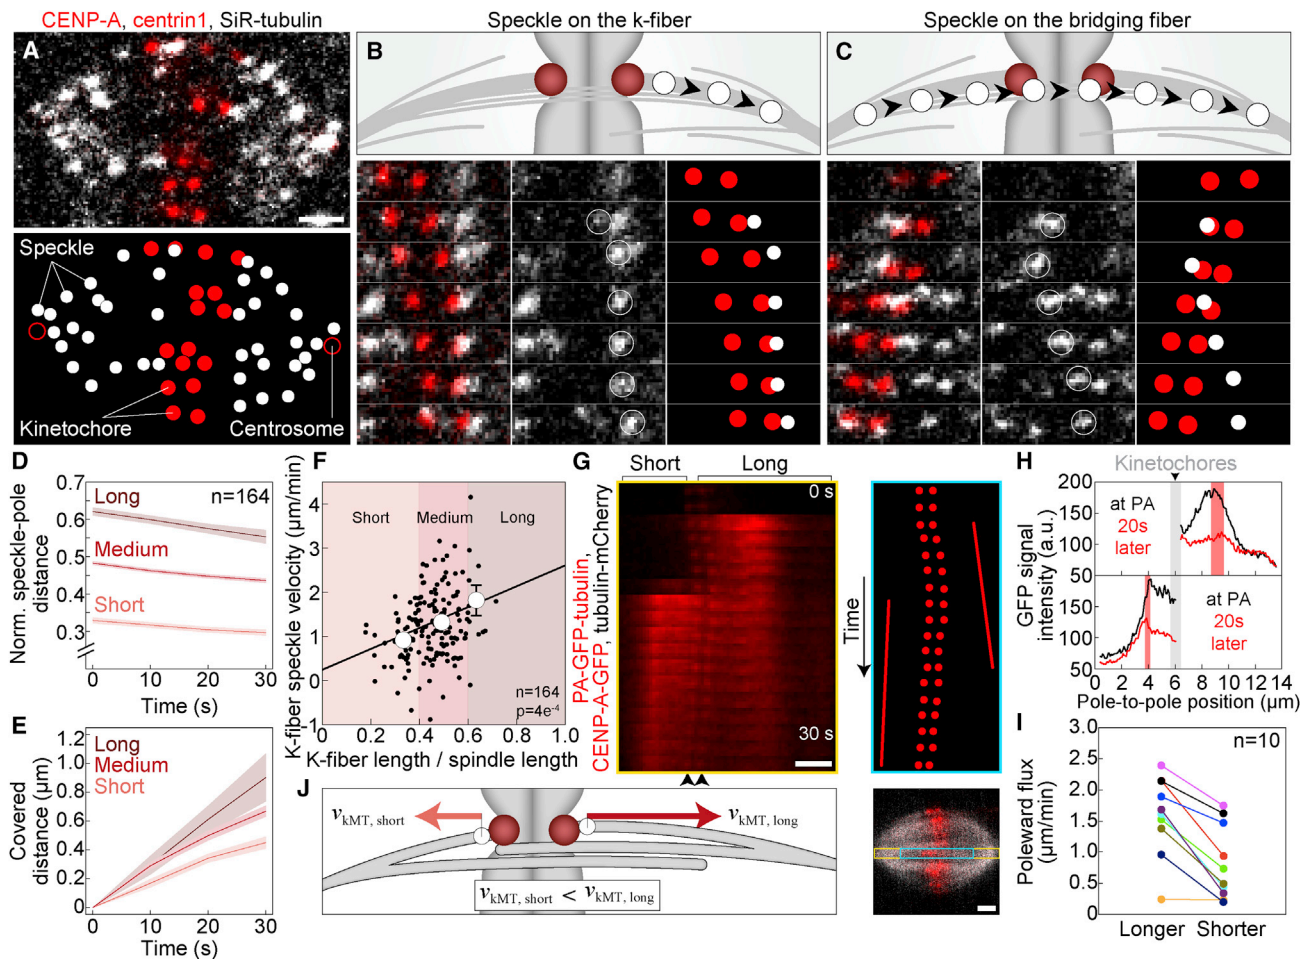 CENP-A, centrin1, SiR-tubulin
A
Speckle
Kinetochore
Centrosome
Speckle on the k-fiber
B
Speckle on the bridging fiber
C
D
Norm. speckle-pole
distance
0.7
0.6
0.5
0.4
0.3
Long
Medium
Short
n=164
0 10 20 30
Time (s)
E
Covered
distance (μm)
1.2
1.0
0.8
0.6
0.4
0.2
0
Long
Medium
Short
0 10 20 30
Time (s)
F
K-fiber speckle velocity (μm/min)
4
3
2
1
0
-1
Short
Medium
Long
n=164
p=4e-4
0.0 0.2 0.4 0.6 0.8 1.0
K-fiber length / spindle length
G
Short
Long
PA-GFP-tubulin,
CENP-A-GFP, tubulin-mCherry
0 s
30 s
Time
H
Kinetochores
GFP signal
intensity (a.u.)
200
150
100
50
150
100
50
at PA
20s
later
at PA
20s
later
0 2 4 6 8 10 12 14
Pole-to-pole position (μm)
I
Poleward flux
(μm/min)
3.0
2.5
2.0
1.5
1.0
0.5
0
n=10
Longer Shorter
J
vkMT, short
vkMT, long
vkMT, short < vkMT, long